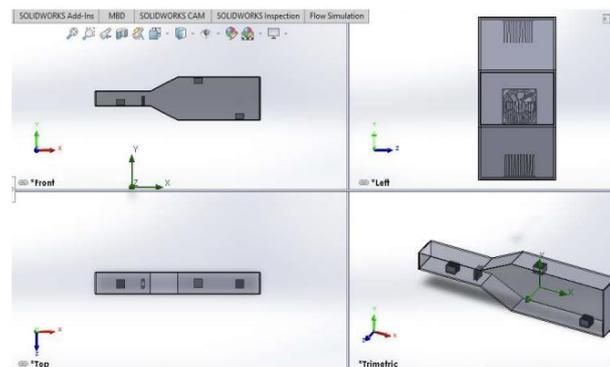 SOLIDWORKS Add-Ins MBD SOLIDWORKS CAM SOLIDWORKS Inspection Flow Simulation
Y
X
Y
Z
X
*Front
Y
Z
*Left
X
Z
*Top
Y
X
Y
X
*Trimetric